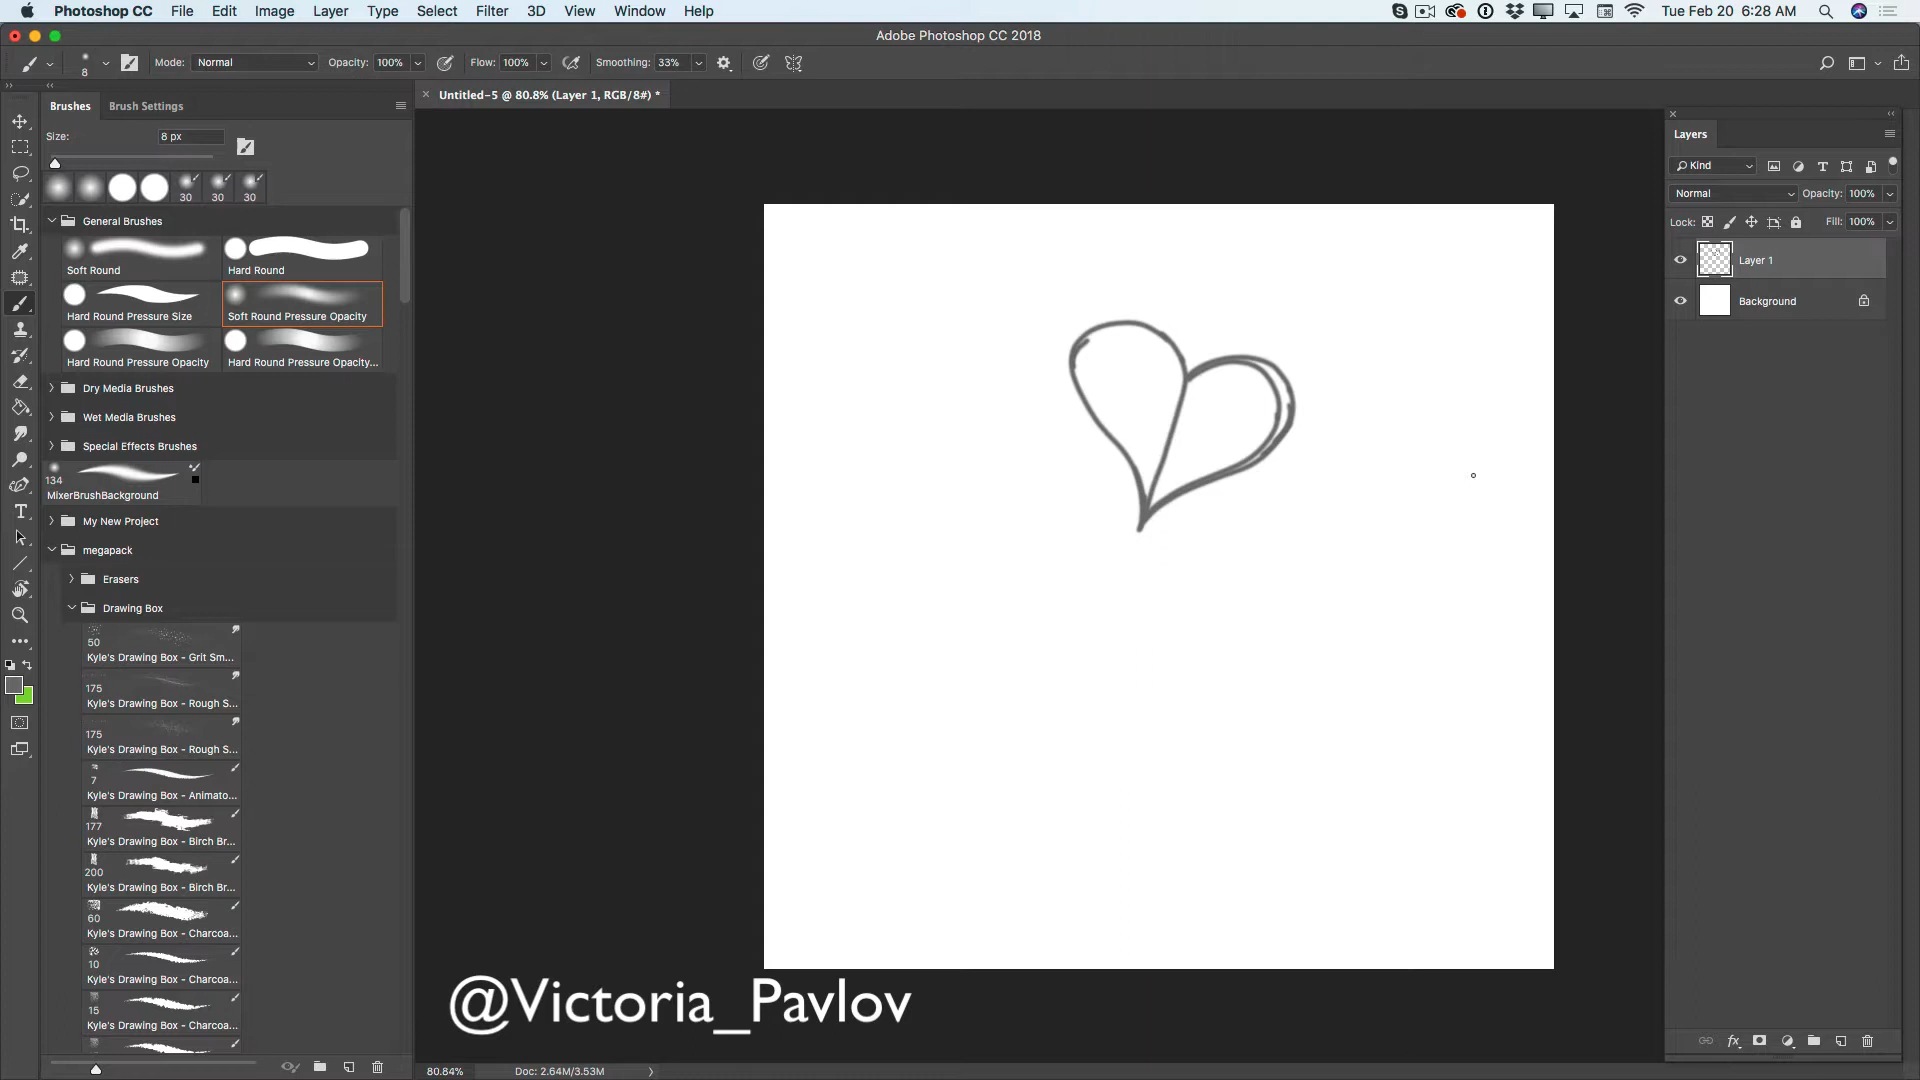 Photoshop CC File Edit Image Layer Type Select Filter 3D View Window Help Tue Feb 20 6:28 AM
Adobe Photoshop CC 2018
8 Mode: Normal Opacity: 100% Flow: 100% Smoothing: 33%
Brushes Brush Settings
Untitled-5 @ 80.8% (Layer 1, RGB/8#) *
Size: 8 px
30 30 30
General Brushes
Soft Round Hard Round
Hard Round Pressure Size Soft Round Pressure Opacity
Hard Round Pressure Opacity Hard Round Pressure Opacity...
Dry Media Brushes
Wet Media Brushes
Special Effects Brushes
134
MixerBrushBackground
My New Project
megapack
Erasers
Drawing Box
50
Kyle's Drawing Box - Grit Sm...
175
Kyle's Drawing Box - Rough S...
175
Kyle's Drawing Box - Rough S...
7
Kyle's Drawing Box - Animato...
177
Kyle's Drawing Box - Birch Br...
200
Kyle's Drawing Box - Birch Br...
60
Kyle's Drawing Box - Charcoa...
10
Kyle's Drawing Box - Charcoa...
15
Kyle's Drawing Box - Charcoa...
@Victoria_Pavlov
80.84% Doc: 2.64M/3.53M
Layers
Kind
Normal Opacity: 100%
Lock: Fill: 100%
Layer 1
Background
fx